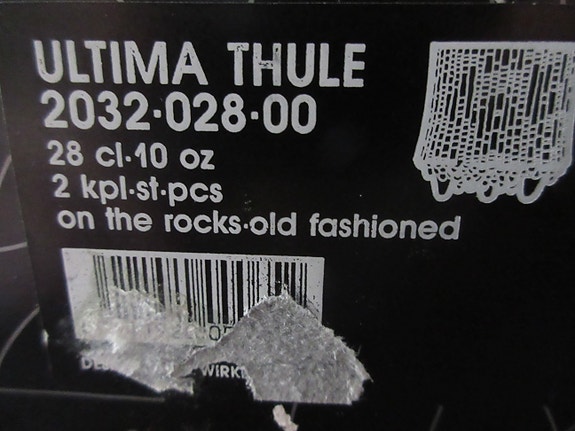 ULTIMA THULE
2032·028·00
28 cl·10 oz
2 kpl·st·pcs
on the rocks·old fashioned